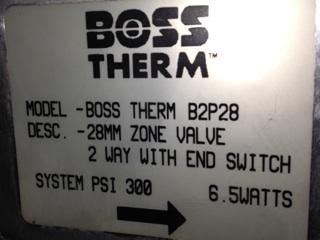 BOSS
THERM™
MODEL -BOSS THERM B2P28
DESC. -28MM ZONE VALVE
2 WAY WITH END SWITCH
SYSTEM PSI 300 6.5WATTS